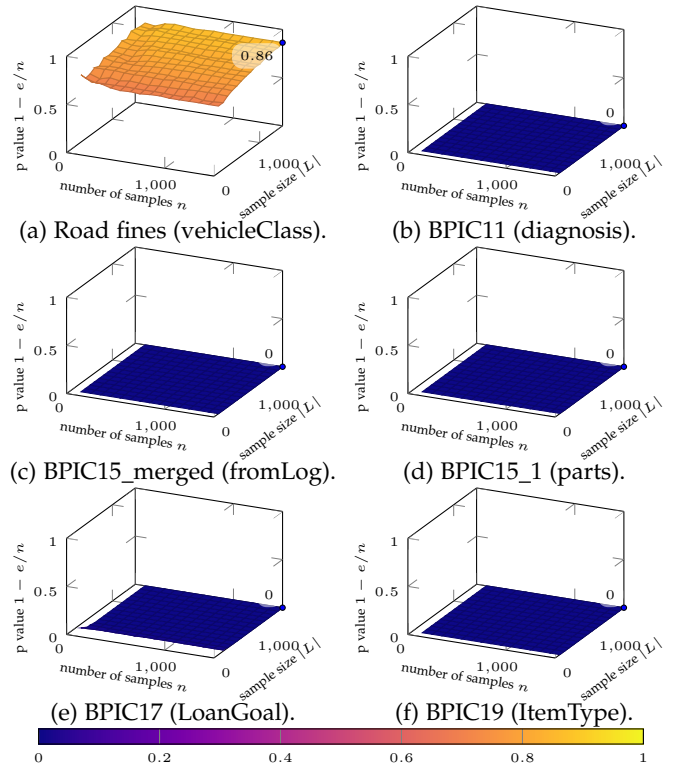 1
0.5
0
p value 1 − e/n
0.86
1,000
number of samples n
0
1,000
sample size |L|
(a) Road fines (vehicleClass).
1
0.5
0
p value 1 − e/n
0
1,000
number of samples n
0
1,000
sample size |L|
(b) BPIC11 (diagnosis).
1
0.5
0
p value 1 − e/n
0
0
1,000
number of samples n
0
1,000
sample size |L|
(c) BPIC15_merged (fromLog).
1
0.5
0
p value 1 − e/n
0
0
1,000
number of samples n
0
1,000
sample size |L|
(d) BPIC15_1 (parts).
1
0.5
0
p value 1 − e/n
0
0
1,000
number of samples n
0
1,000
sample size |L|
(e) BPIC17 (LoanGoal).
1
0.5
0
p value 1 − e/n
0
0
1,000
number of samples n
0
1,000
sample size |L|
(f) BPIC19 (ItemType).
0 0.2 0.4 0.6 0.8 1